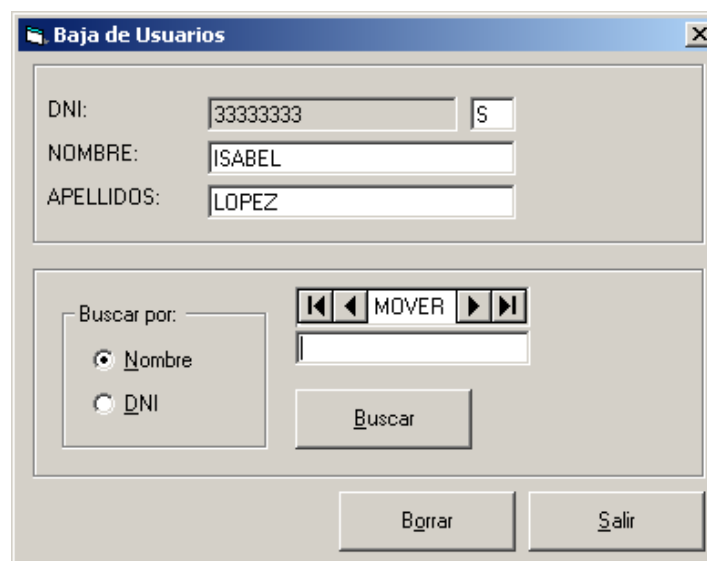 Baja de Usuarios
DNI: 33333333 S
NOMBRE: ISABEL
APELLIDOS: LOPEZ
Buscar por:
MOVER
Nombre
DNI
Buscar
Borrar Salir